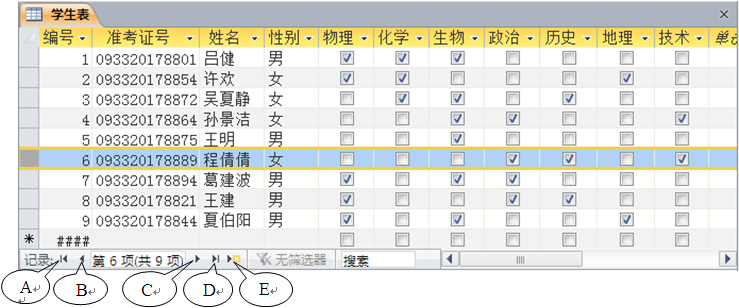 学生表
编号 准考证号 姓名 性别 物理 化学 生物 政治 历史 地理 技术 单击
1 093320178801 吕健 男
2 093320178854 许欢 女
3 093320178872 吴夏静 女
4 093320178864 孙景洁 女
5 093320178875 王明 男
6 093320178889 程倩倩 女
7 093320178894 葛建波 男
8 093320178821 王建 男
9 093320178844 夏伯阳 男
* ####
记录: 第 6 项(共 9 项) 无筛选器 搜索
A B C D E